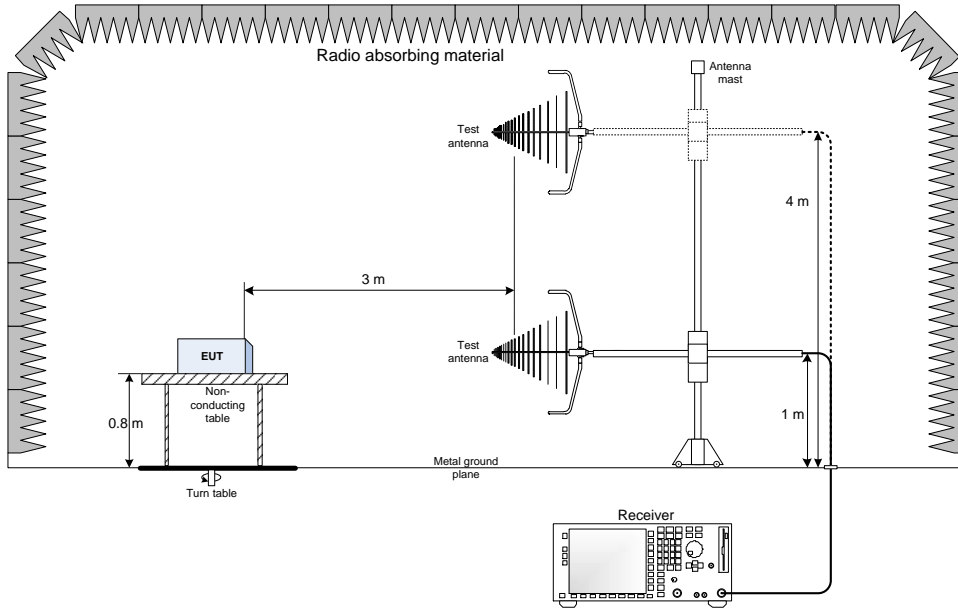 Radio absorbing material
Antenna
mast
Test
antenna
4 m
3 m
EUT
Test
antenna
Non-
conducting
table
0.8 m
1 m
Metal ground
plane
Turn table
Receiver